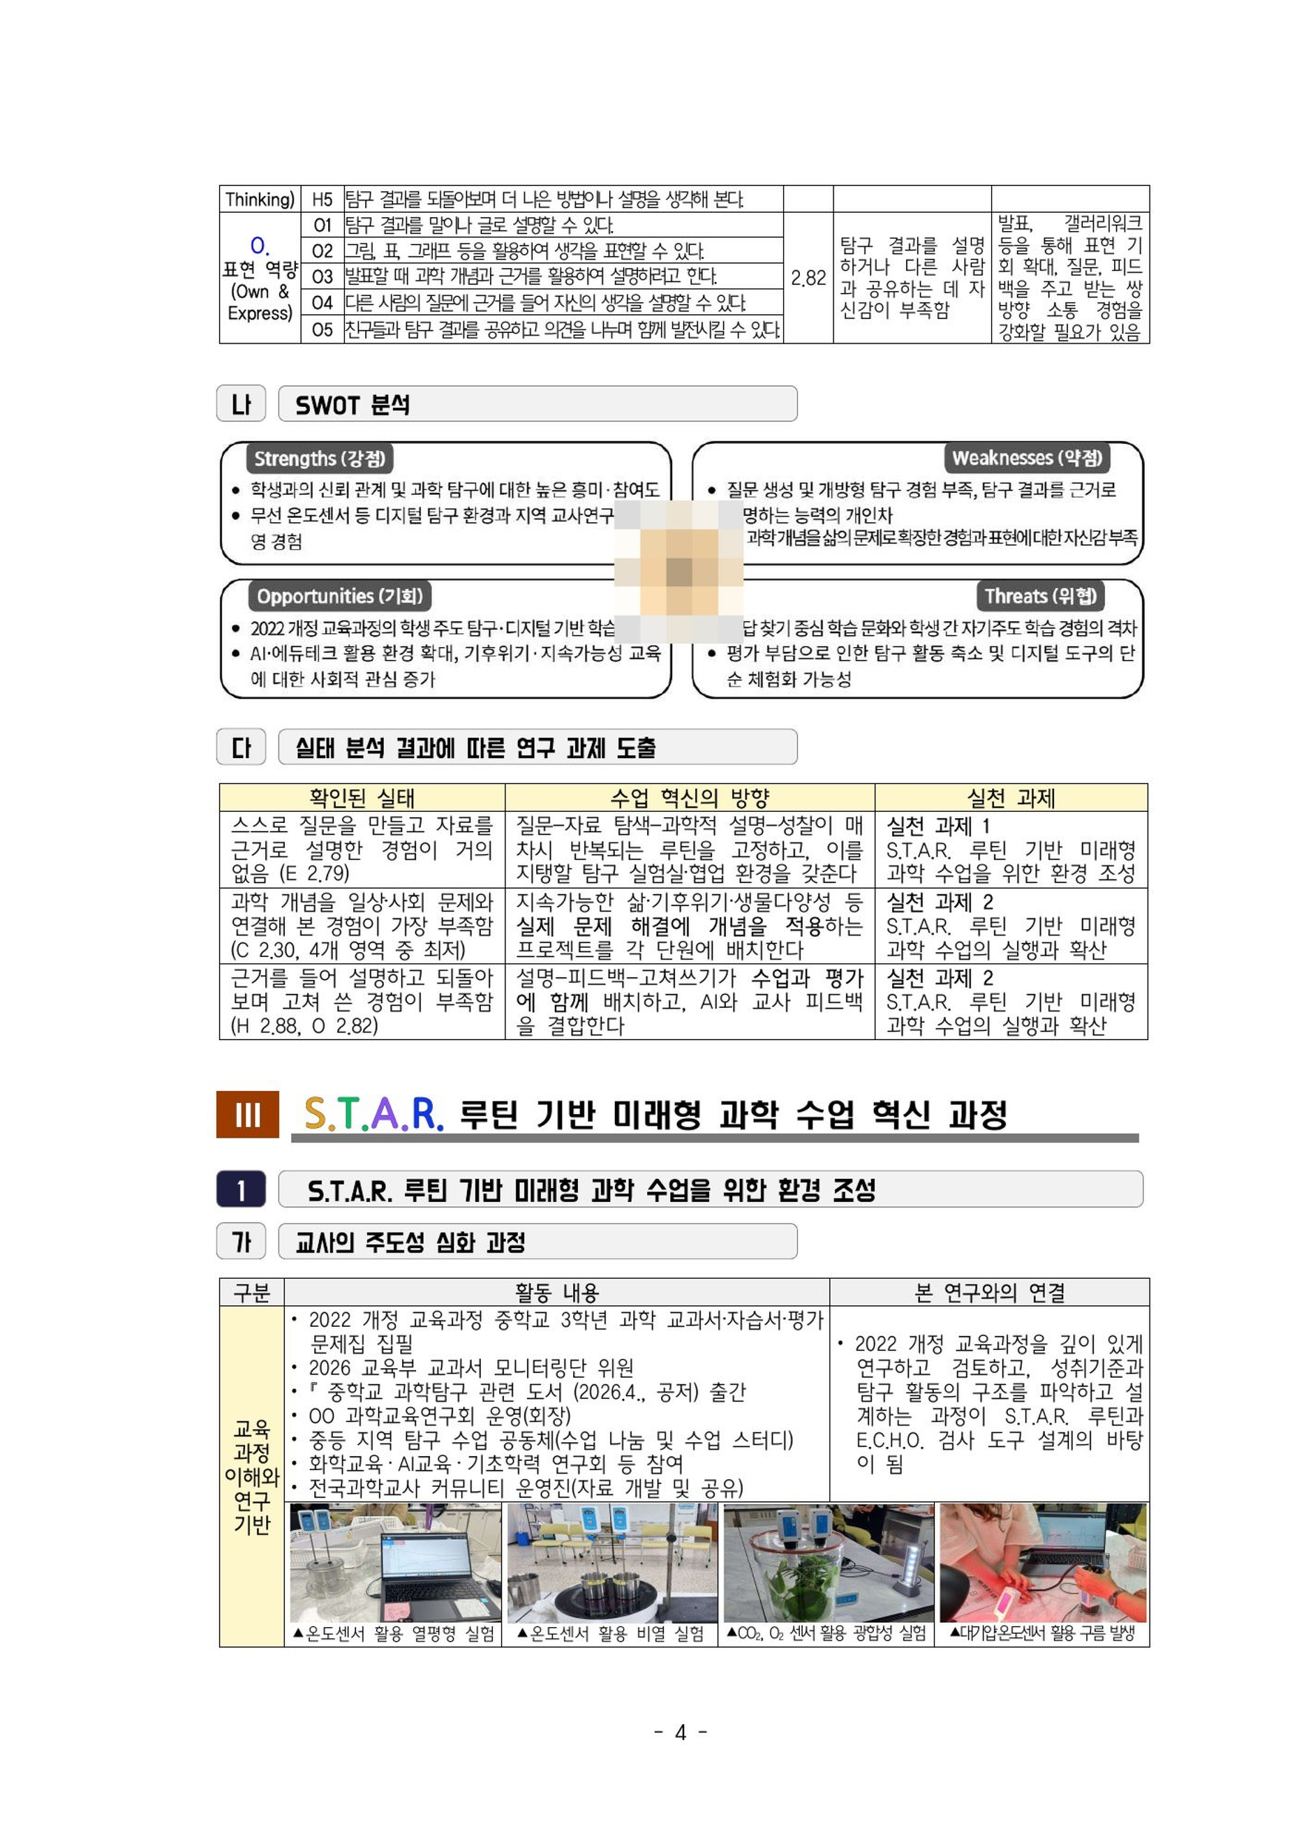 Thinking)
H5
탐구 결과를 되돌아보며 더 나은 방법이나 설명을 생각해 본다.
O.
표현 역량
(Own &
Express)
O1
탐구 결과를 말이나 글로 설명할 수 있다.
O2
그림, 표, 그래프 등을 활용하여 생각을 표현할 수 있다.
O3
발표할 때 과학 개념과 근거를 활용하여 설명하려고 한다.
O4
다른 사람의 질문에 근거를 들어 자신의 생각을 설명할 수 있다.
O5
친구들과 탐구 결과를 공유하고 의견을 나누며 함께 발전시킬 수 있다.
2.82
탐구 결과를 설명
하거나 다른 사람
과 공유하는 데 자
신감이 부족함
발표, 갤러리워크
등을 통해 표현 기
회 확대, 질문, 피드
백을 주고 받는 쌍
방향 소통 경험을
강화할 필요가 있음
나
SWOT 분석
Strengths (강점)
• 학생과의 신뢰 관계 및 과학 탐구에 대한 높은 흥미·참여도
• 무선 온도센서 등 디지털 탐구 환경과 지역 교사연구
영 경험
Weaknesses (약점)
• 질문 생성 및 개방형 탐구 경험 부족, 탐구 결과를 근거로
명하는 능력의 개인차
과학 개념을 삶의 문제로 확장한 경험과 표현에 대한 자신감 부족
Opportunities (기회)
• 2022 개정 교육과정의 학생 주도 탐구·디지털 기반 학습
• AI·에듀테크 활용 환경 확대, 기후위기·지속가능성 교육
에 대한 사회적 관심 증가
Threats (위협)
답 찾기 중심 학습 문화와 학생 간 자기주도 학습 경험의 격차
• 평가 부담으로 인한 탐구 활동 축소 및 디지털 도구의 단
순 체험화 가능성
다
실태 분석 결과에 따른 연구 과제 도출
확인된 실태
수업 혁신의 방향
실천 과제
스스로 질문을 만들고 자료를
근거로 설명한 경험이 거의
없음 (E 2.79)
질문–자료 탐색–과학적 설명–성찰이 매
차시 반복되는 루틴을 고정하고, 이를
지탱할 탐구 실험실·협업 환경을 갖춘다
실천 과제 1
S.T.A.R. 루틴 기반 미래형
과학 수업을 위한 환경 조성
과학 개념을 일상·사회 문제와
연결해 본 경험이 가장 부족함
(C 2.30, 4개 영역 중 최저)
지속가능한 삶·기후위기·생물다양성 등
실제 문제 해결에 개념을 적용하는
프로젝트를 각 단원에 배치한다
실천 과제 2
S.T.A.R. 루틴 기반 미래형
과학 수업의 실행과 확산
근거를 들어 설명하고 되돌아
보며 고쳐 쓴 경험이 부족함
(H 2.88, O 2.82)
설명–피드백–고쳐쓰기가 수업과 평가
에 함께 배치하고, AI와 교사 피드백
을 결합한다
실천 과제 2
S.T.A.R. 루틴 기반 미래형
과학 수업의 실행과 확산
III
S.T.A.R. 루틴 기반 미래형 과학 수업 혁신 과정
1
S.T.A.R. 루틴 기반 미래형 과학 수업을 위한 환경 조성
가
교사의 주도성 심화 과정
구분
활동 내용
본 연구와의 연결
교육
과정
이해와
연구
기반
• 2022 개정 교육과정 중학교 3학년 과학 교과서·자습서·평가
문제집 집필
• 2026 교육부 교과서 모니터링단 위원
• 『 중학교 과학탐구 관련 도서 (2026.4., 공저) 출간
• OO 과학교육연구회 운영(회장)
• 중등 지역 탐구 수업 공동체(수업 나눔 및 수업 스터디)
• 화학교육·AI교육·기초학력 연구회 등 참여
• 전국과학교사 커뮤니티 운영진(자료 개발 및 공유)
• 2022 개정 교육과정을 깊이 있게
연구하고 검토하고, 성취기준과
탐구 활동의 구조를 파악하고 설
계하는 과정이 S.T.A.R. 루틴과
E.C.H.O. 검사 도구 설계의 바탕
이 됨
▲온도센서 활용 열평형 실험
▲온도센서 활용 비열 실험
▲CO₂, O₂ 센서 활용 광합성 실험
▲대기압온도센서 활용 구름 발생
- 4 -